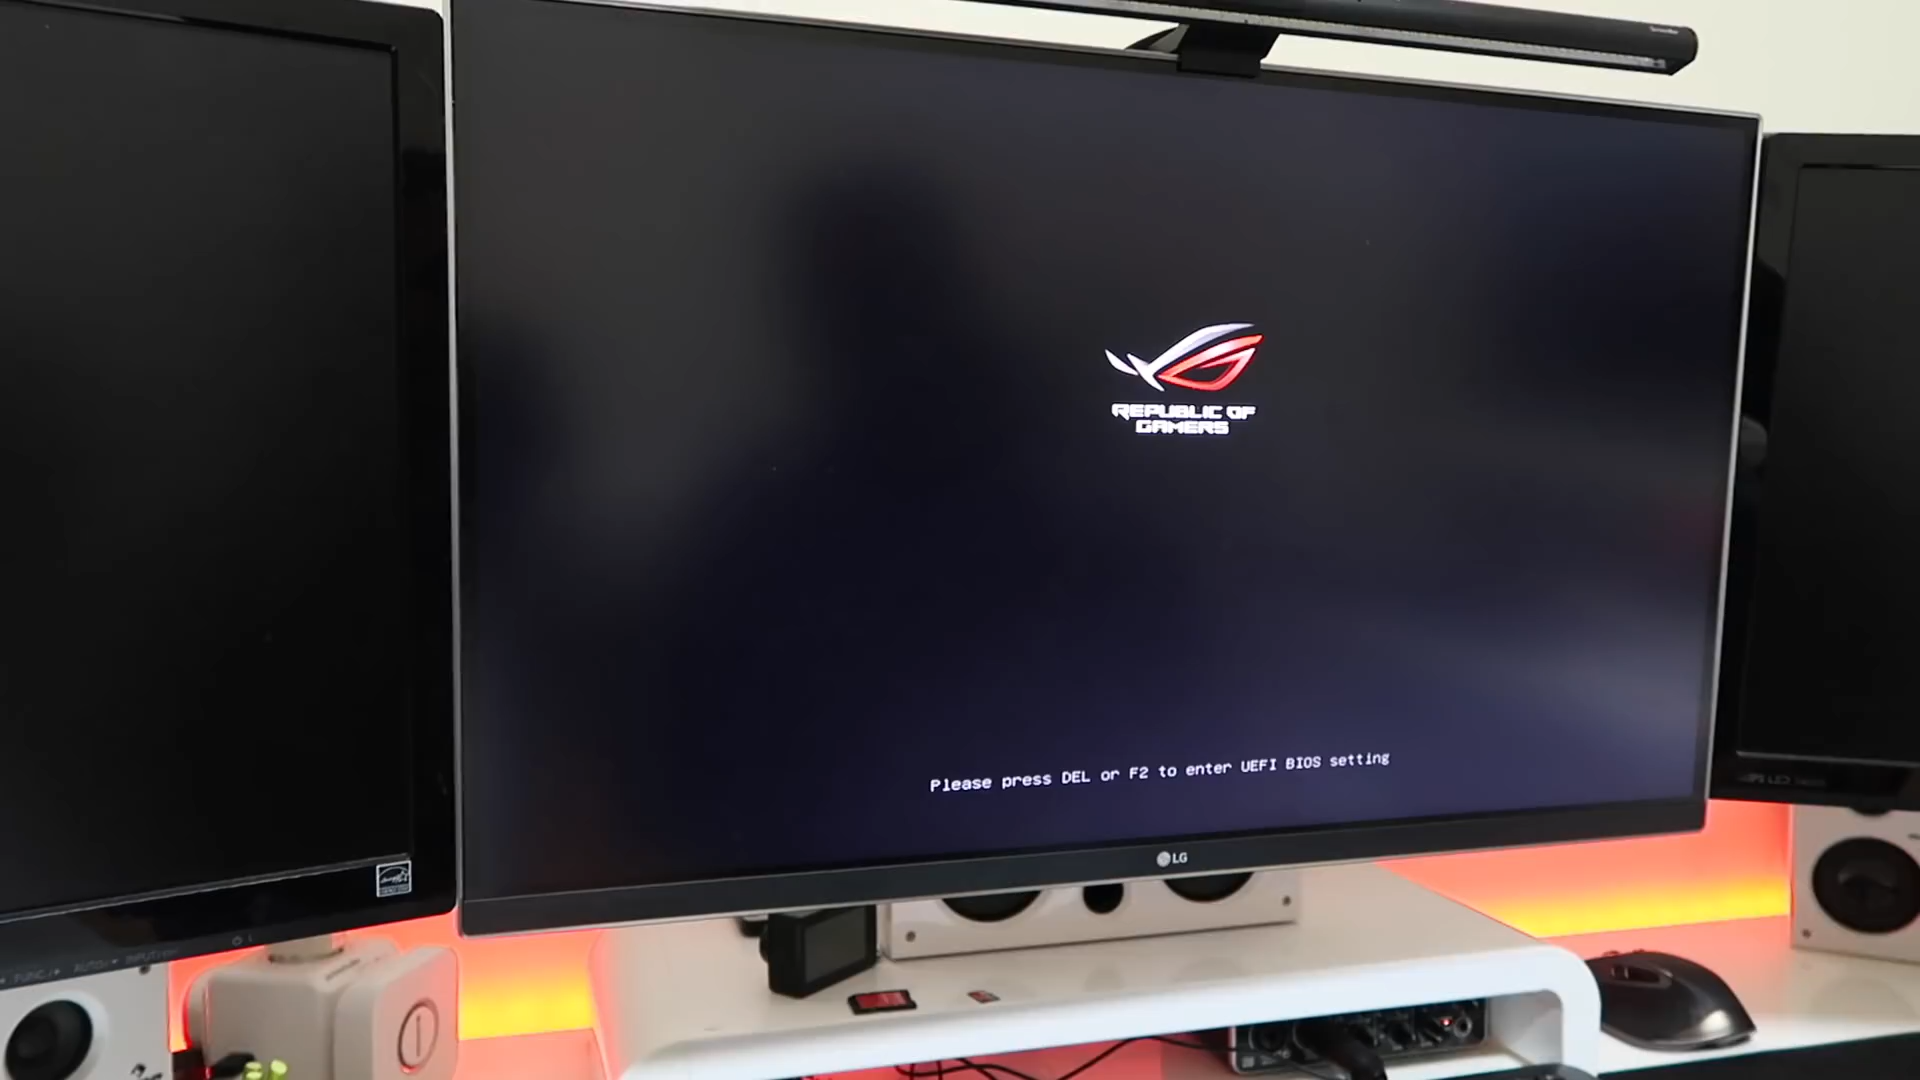 REPUBLIC OF
GAMERS
Please press DEL or F2 to enter UEFI BIOS setting
LG